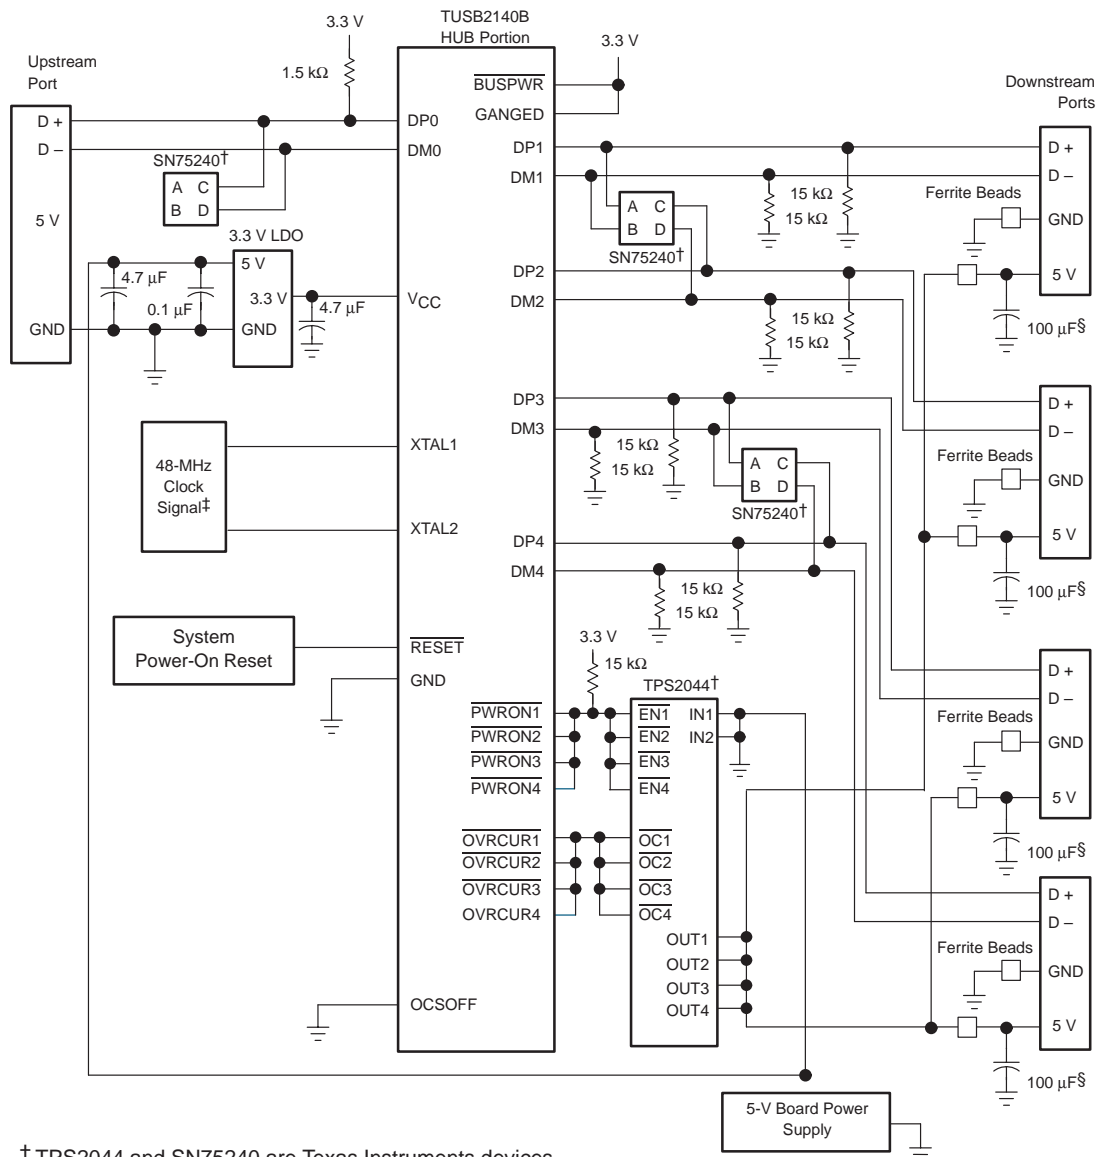 TUSB2140B
HUB Portion
3.3 V
1.5 kΩ
Upstream
Port
D +
D –
5 V
GND
SN75240†
A C
B D
3.3 V LDO
5 V
3.3 V
GND
4.7 μF
0.1 μF
4.7 μF
48-MHz
Clock
Signal‡
System
Power-On Reset
DP0
DM0
VCC
XTAL1
XTAL2
RESET
GND
OCSOFF
3.3 V
BUSPWR
GANGED
DP1
DM1
DP2
DM2
DP3
DM3
DP4
DM4
PWRON1
PWRON2
PWRON3
PWRON4
OVRCUR1
OVRCUR2
OVRCUR3
OVRCUR4
15 kΩ
15 kΩ
A C
B D
SN75240†
15 kΩ
15 kΩ
15 kΩ
15 kΩ
A C
B D
SN75240†
15 kΩ
15 kΩ
3.3 V
15 kΩ
TPS2044†
EN1 IN1
EN2 IN2
EN3
EN4
OC1
OC2
OC3
OC4
OUT1
OUT2
OUT3
OUT4
Downstream
Ports
D +
D –
Ferrite Beads
GND
5 V
100 μF§
D +
D –
Ferrite Beads
GND
5 V
100 μF§
D +
D –
Ferrite Beads
GND
5 V
100 μF§
D +
D –
Ferrite Beads
GND
5 V
100 μF§
5-V Board Power
Supply
† TPS2044 and SN75240 are Texas Instruments devices